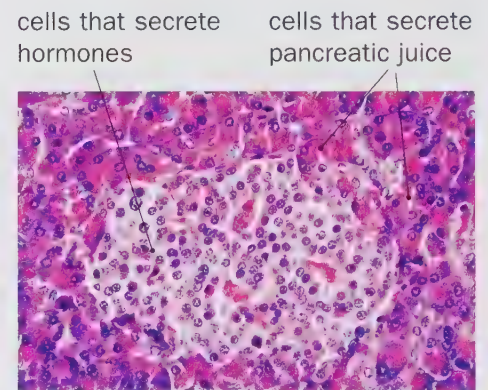 cells that secrete
hormones
cells that secrete
pancreatic juice